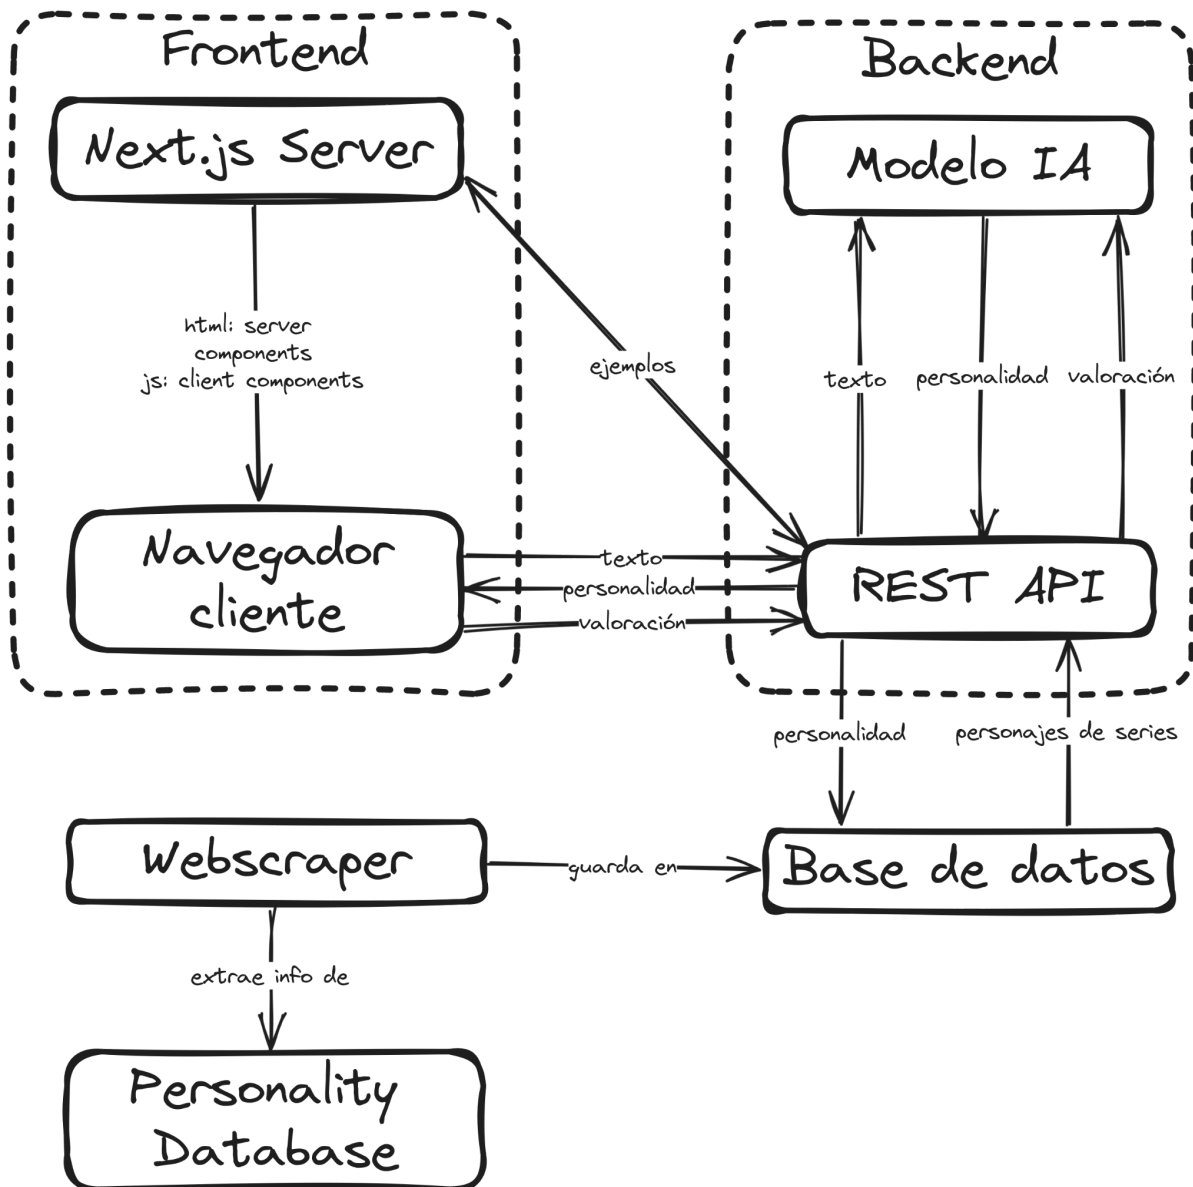 Frontend
Backend
Next.js Server
Modelo IA
html: server
components
js: client components
ejemplos
texto
personalidad
valoración
Navegador
cliente
texto
personalidad
valoración
REST API
personalidad
personajes de series
Webscraper
guarda en
Base de datos
extrae info de
Personality
Database